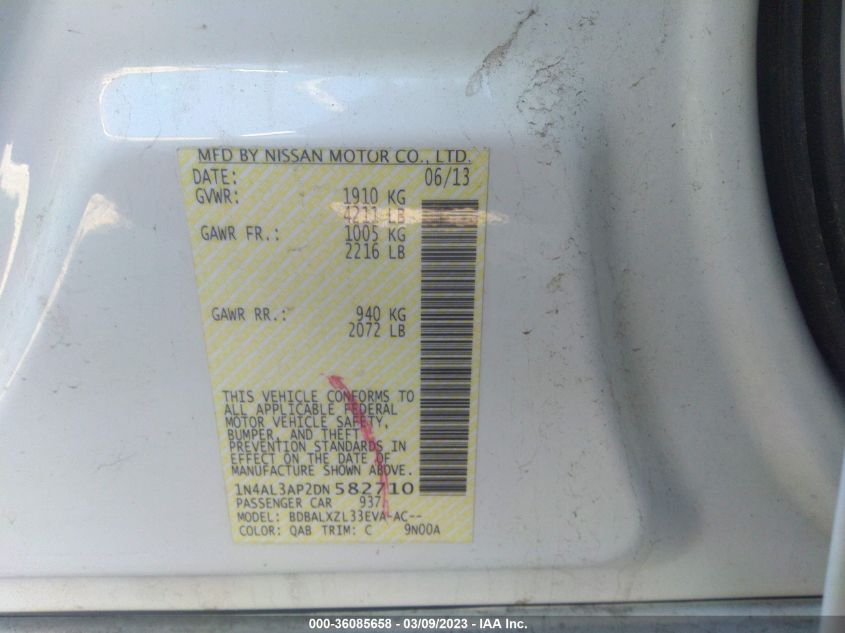 MFD BY NISSAN MOTOR CO., LTD.
DATE: 06/13
GVWR: 1910 KG
4211 LB
GAWR FR.: 1005 KG
2216 LB
GAWR RR.: 940 KG
2072 LB
THIS VEHICLE CONFORMS TO
ALL APPLICABLE FEDERAL
MOTOR VEHICLE SAFETY,
BUMPER, AND THEFT
PREVENTION STANDARDS IN
EFFECT ON THE DATE OF
MANUFACTURE SHOWN ABOVE.
1N4AL3AP2DN 582710
PASSENGER CAR 937
MODEL: BDBALXZL33EVA-AC--
COLOR: QAB TRIM: C 9N00A
000-36085658 - 03/09/2023 - IAA Inc.